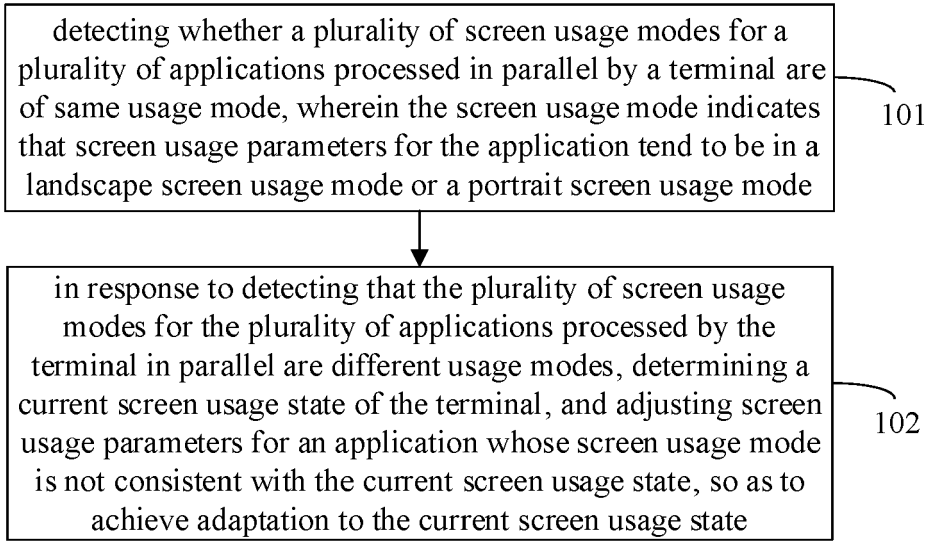 detecting whether a plurality of screen usage modes for a
plurality of applications processed in parallel by a terminal are
of same usage mode, wherein the screen usage mode indicates
that screen usage parameters for the application tend to be in a
landscape screen usage mode or a portrait screen usage mode
101
in response to detecting that the plurality of screen usage
modes for the plurality of applications processed by the
terminal in parallel are different usage modes, determining a
current screen usage state of the terminal, and adjusting screen
usage parameters for an application whose screen usage mode
is not consistent with the current screen usage state, so as to
achieve adaptation to the current screen usage state
102